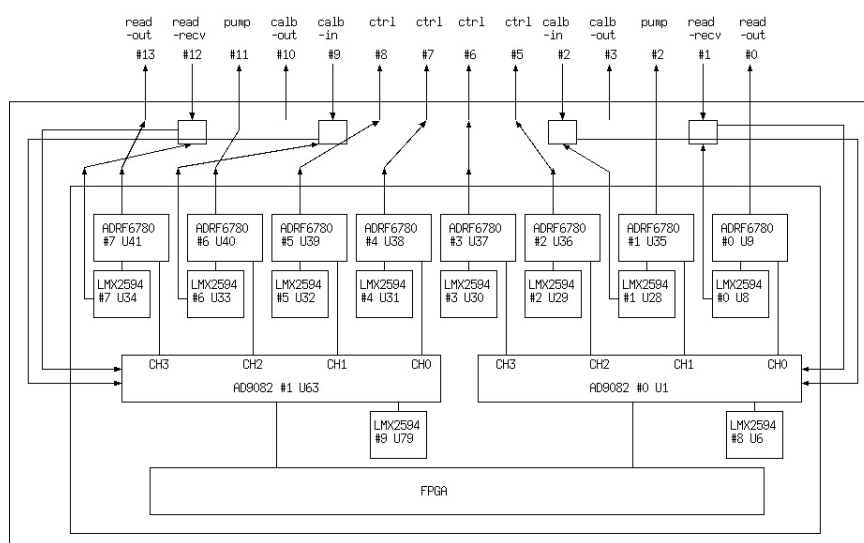 read
-out
#13
read
-recv
#12
pump
#11
calb
-out
#10
calb
-in
#9
ctrl
#8
ctrl
#7
ctrl
#6
ctrl
#5
calb
-in
#2
calb
-out
#3
pump
#2
read
-recv
#1
read
-out
#0
ADRF6780
#7 U41
ADRF6780
#6 U40
ADRF6780
#5 U39
ADRF6780
#4 U38
ADRF6780
#3 U37
ADRF6780
#2 U36
ADRF6780
#1 U35
ADRF6780
#0 U9
LMX2594
#7 U34
LMX2594
#6 U33
LMX2594
#5 U32
LMX2594
#4 U31
LMX2594
#3 U30
LMX2594
#2 U29
LMX2594
#1 U28
LMX2594
#0 U8
CH3 CH2 CH1 CH0
AD9082 #1 U63
CH3 CH2 CH1 CH0
AD9082 #0 U1
LMX2594
#9 U79
LMX2594
#8 U6
FPGA